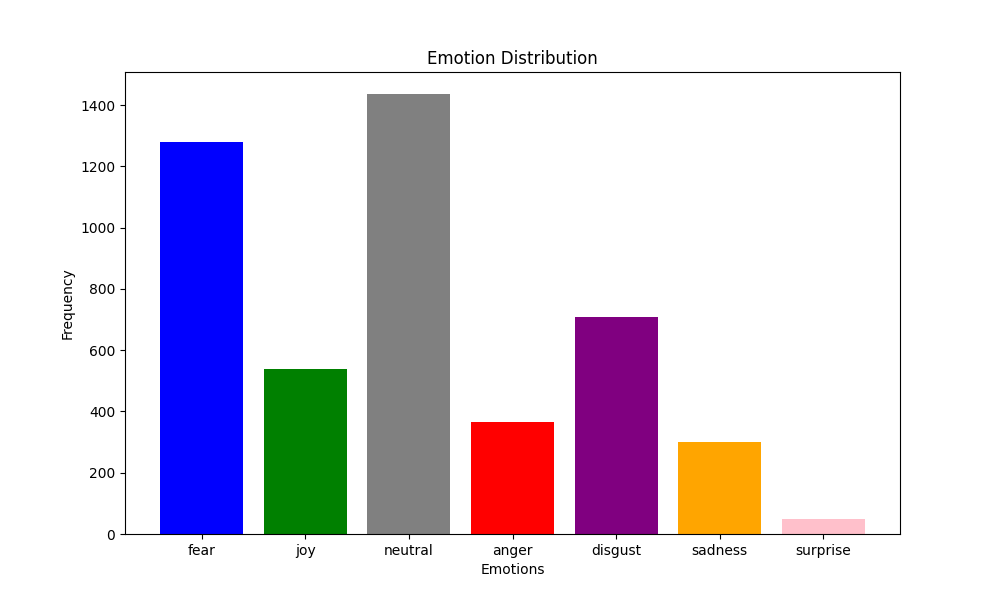 Emotion Distribution
1400
1200
1000
800
600
400
200
0
Frequency
fear joy neutral anger disgust sadness surprise
Emotions